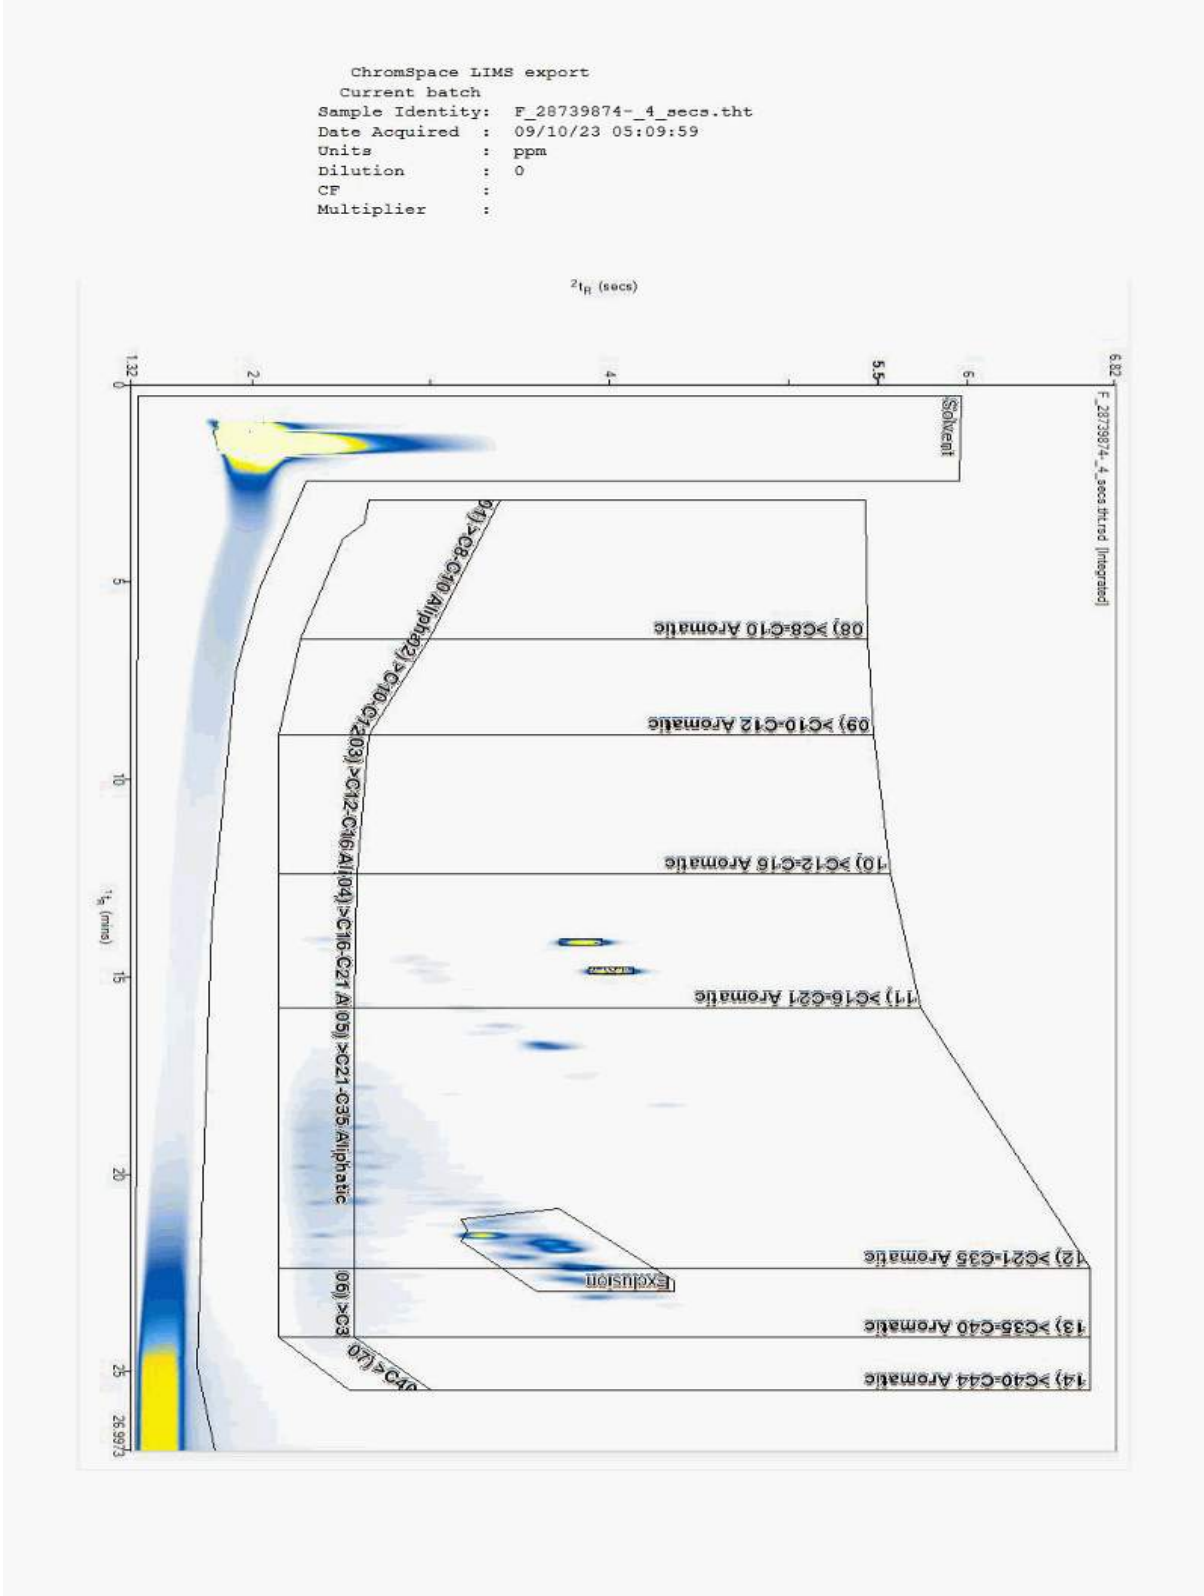 ChromSpace LIMS export
Current batch
Sample Identity: F_28739874-_4_secs.tht
Date Acquired : 09/10/23 05:09:59
Units : ppm
Dilution : 0
CF :
Multiplier :
2tR (secs)
1.32
2
4
5.5
6
6.82
F_28739874-_4_secs.tht.rsd [Integrated]
Solvent
0
5
10
15
20
25
26.9973
1tR (mins)
01) >C8-C10 Alipha
02) >C10-C12
03) >C12-C16 Ali
04) >C16-C21 A
05) >C21-C35 Aliphatic
06) >C3
07) >C40
08) >C8-C10 Aromatic
09) >C10-C12 Aromatic
10) >C12-C16 Aromatic
11) >C16-C21 Aromatic
12) >C21-C35 Aromatic
Exclusion
13) >C35-C40 Aromatic
14) >C40-C44 Aromatic